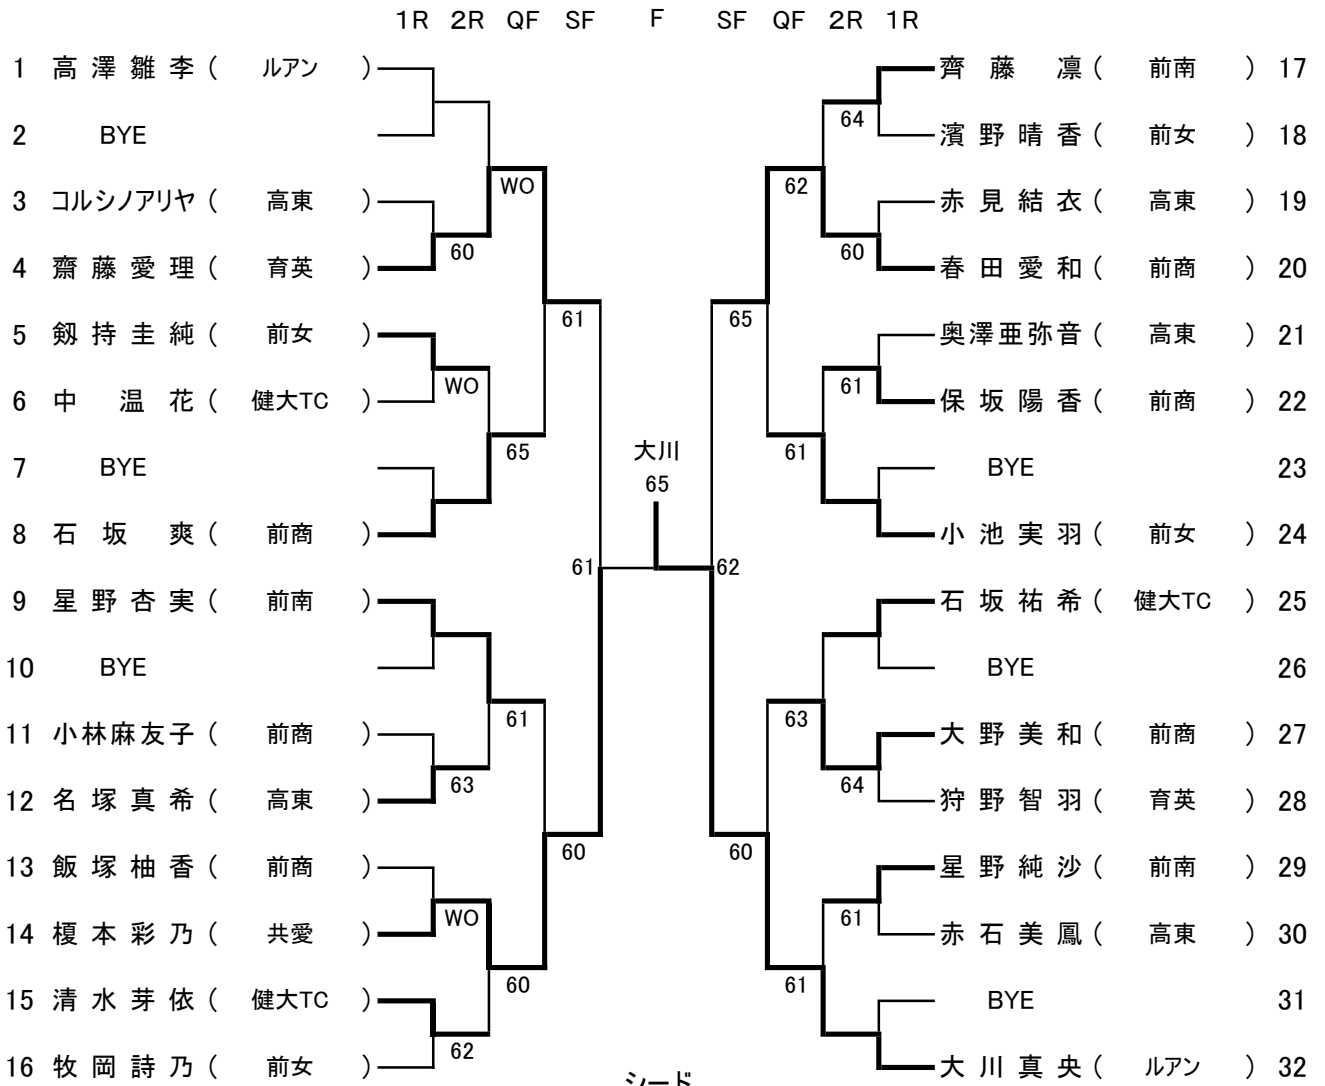 1R 2R QF SF F SF QF 2R 1R
1 高澤雛李 ( ルアン ) 齊藤凛 ( 前南 ) 17
64
2 BYE 濱野晴香 ( 前女 ) 18
WO 62
3 コルシノアリヤ ( 高東 ) 赤見結衣 ( 高東 ) 19
60 60
4 齋藤愛理 ( 育英 ) 春田愛和 ( 前商 ) 20
61 65
5 剱持圭純 ( 前女 ) 奥澤亜弥音 ( 高東 ) 21
WO 61
6 中温花 ( 健大TC ) 保坂陽香 ( 前商 ) 22
65 大川 61
7 BYE BYE 23
65
8 石坂爽 ( 前商 ) 小池実羽 ( 前女 ) 24
61 62
9 星野杏実 ( 前南 ) 石坂祐希 ( 健大TC ) 25
10 BYE BYE 26
61 63
11 小林麻友子 ( 前商 ) 大野美和 ( 前商 ) 27
63 64
12 名塚真希 ( 高東 ) 狩野智羽 ( 育英 ) 28
60 60
13 飯塚柚香 ( 前商 ) 星野純沙 ( 前南 ) 29
WO 61
14 榎本彩乃 ( 共愛 ) 赤石美鳳 ( 高東 ) 30
60 61
15 清水芽依 ( 健大TC ) BYE 31
62
16 牧岡詩乃 ( 前女 ) 大川真央 ( ルアン ) 32
シード